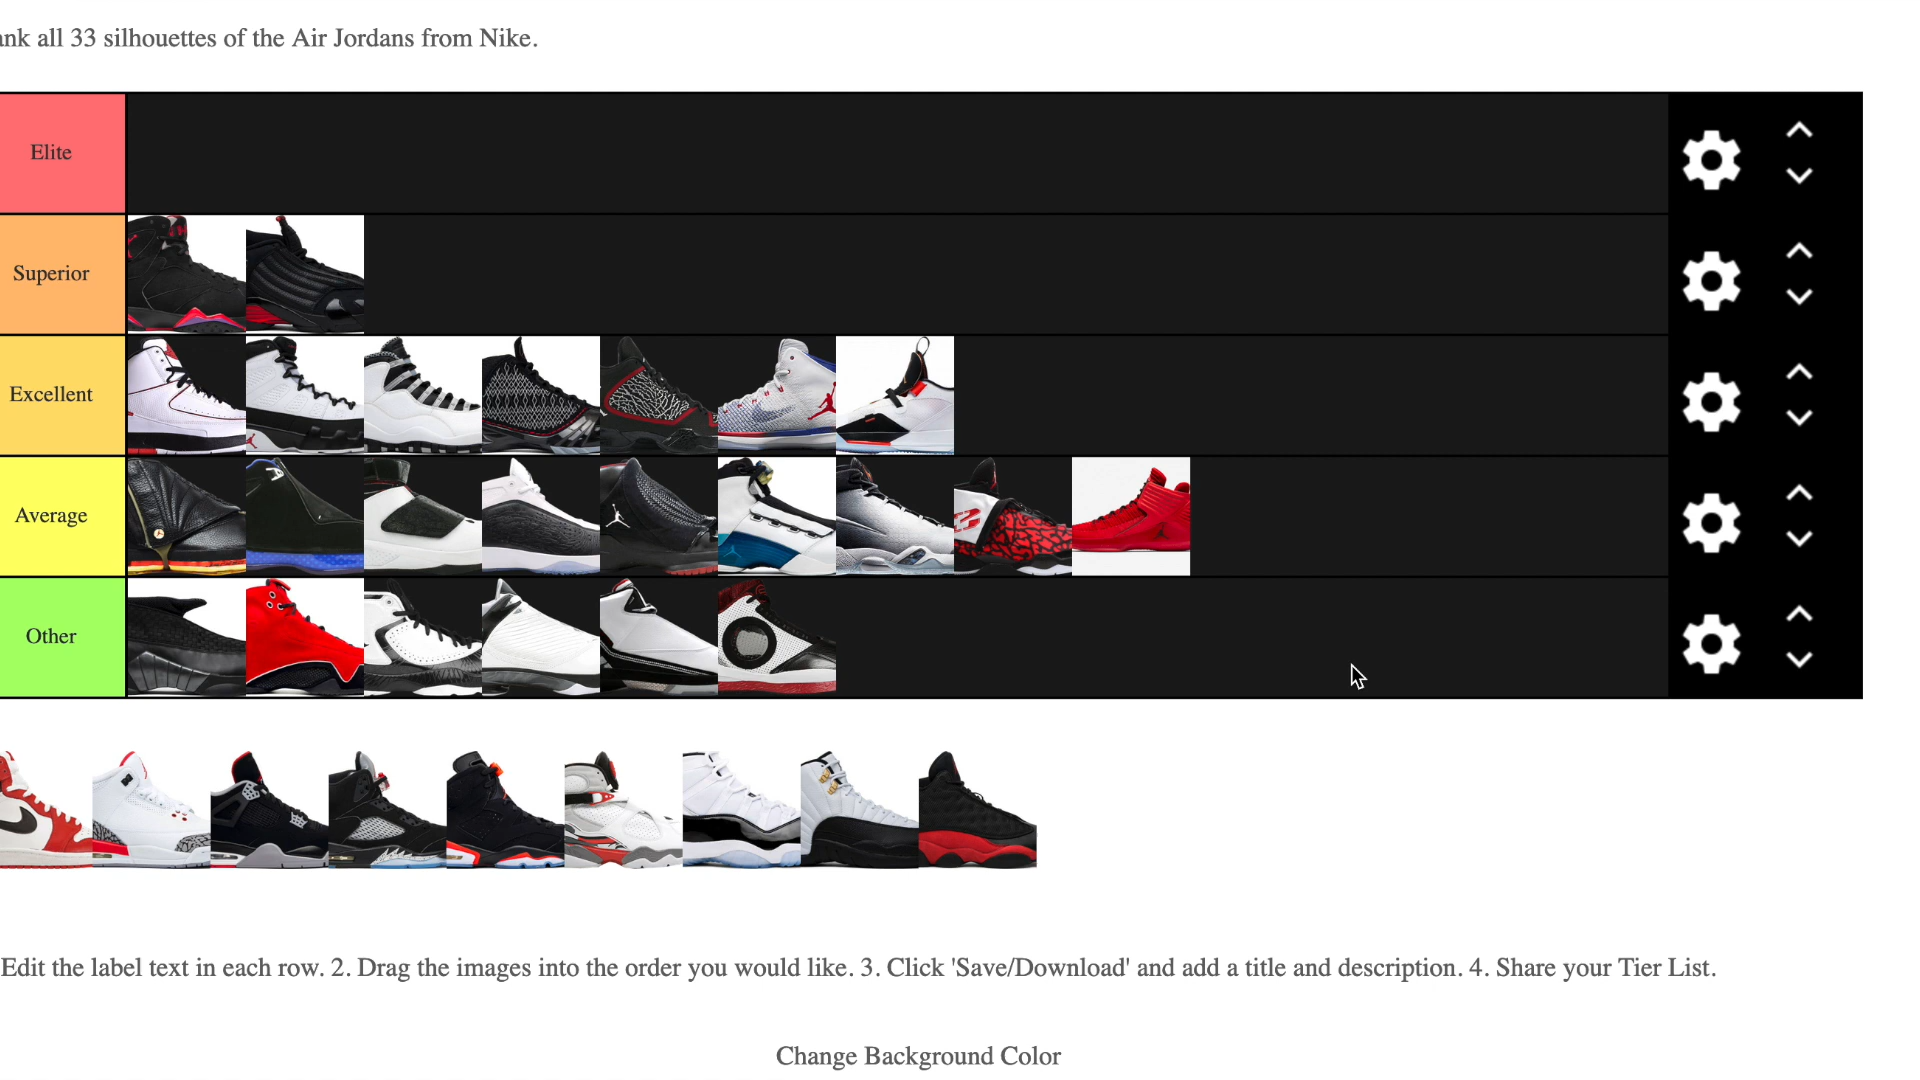 ank all 33 silhouettes of the Air Jordans from Nike.
Elite
Superior
Excellent
Average
Other
Edit the label text in each row. 2. Drag the images into the order you would like. 3. Click 'Save/Download' and add a title and description. 4. Share your Tier List.
Change Background Color